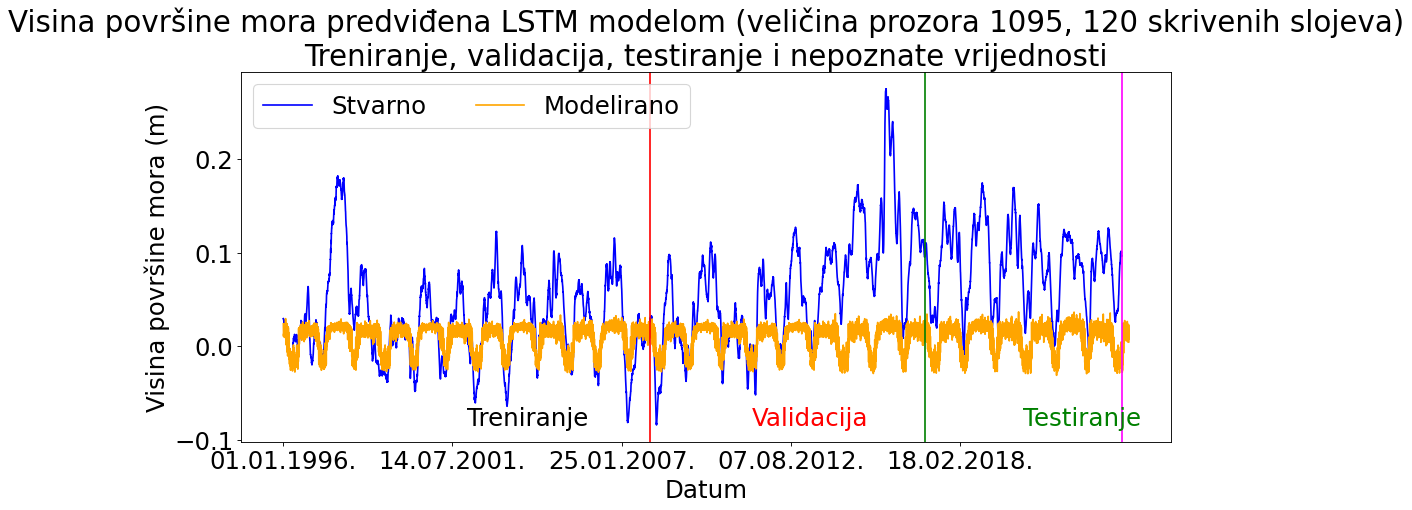 Visina površine mora predviđena LSTM modelom (veličina prozora 1095, 120 skrivenih slojeva)
Treniranje, validacija, testiranje i nepoznate vrijednosti
Stvarno
Modelirano
Visina površine mora (m)
0.2
0.1
0.0
−0.1
Treniranje
Validacija
Testiranje
01.01.1996.
14.07.2001.
25.01.2007.
07.08.2012.
18.02.2018.
Datum